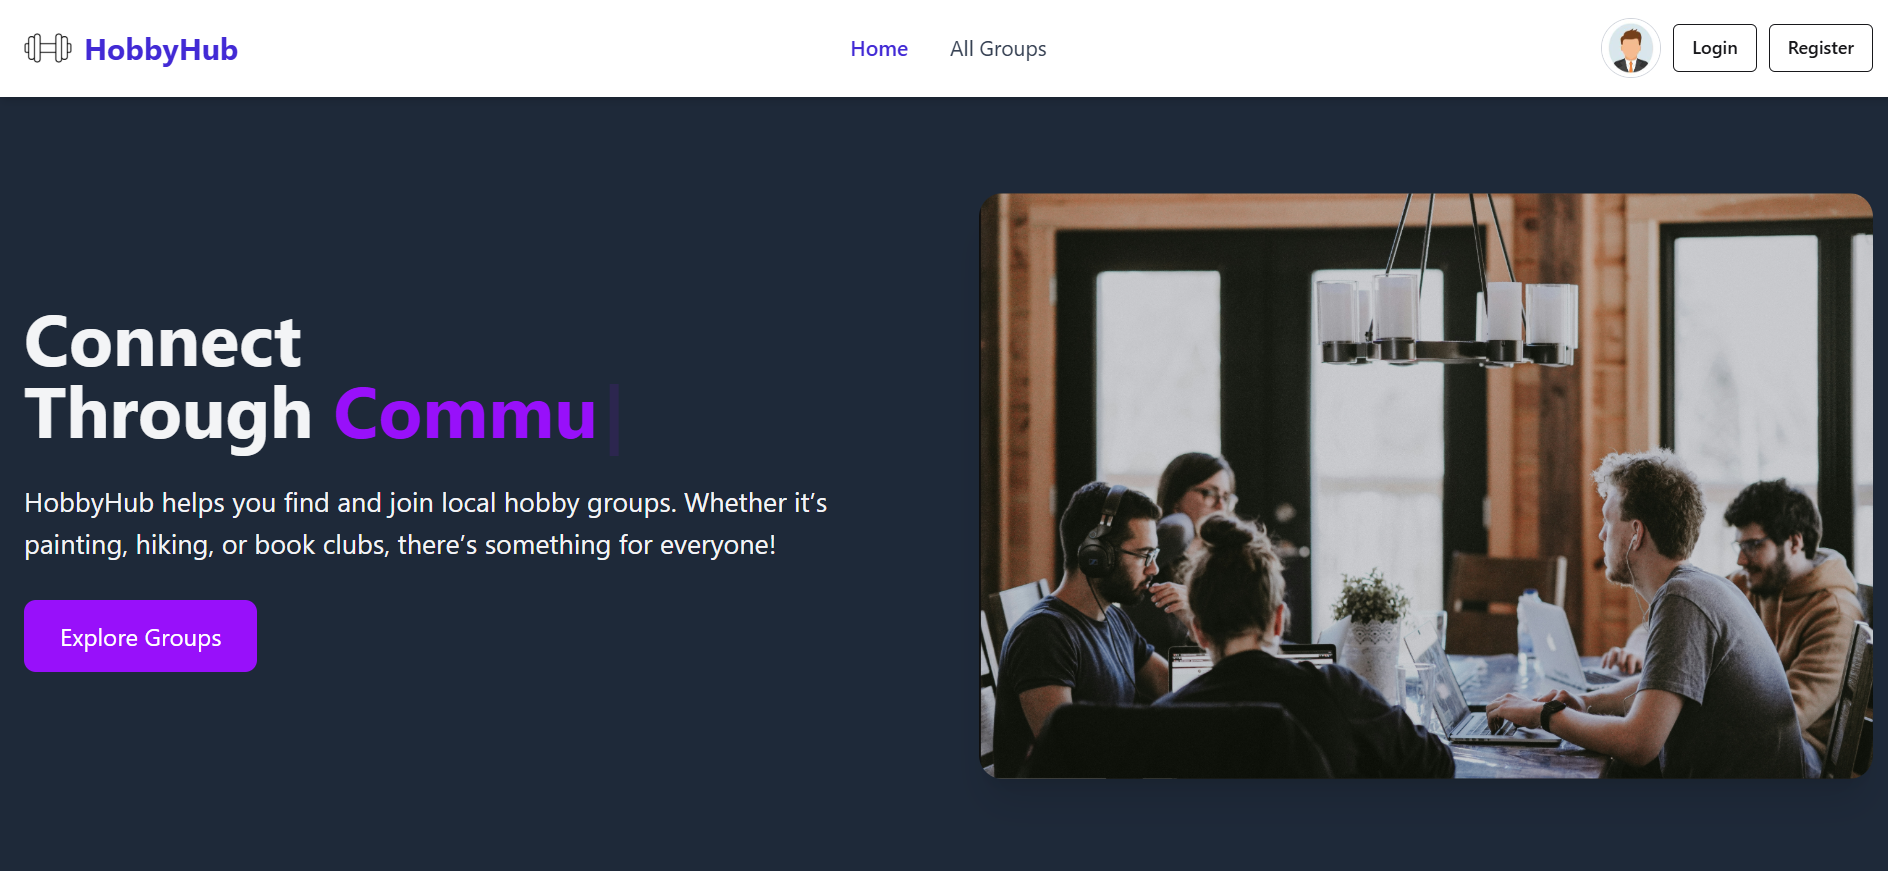 HobbyHub
Home
All Groups
Login
Register
Connect
Through Commu
HobbyHub helps you find and join local hobby groups. Whether it’s
painting, hiking, or book clubs, there’s something for everyone!
Explore Groups